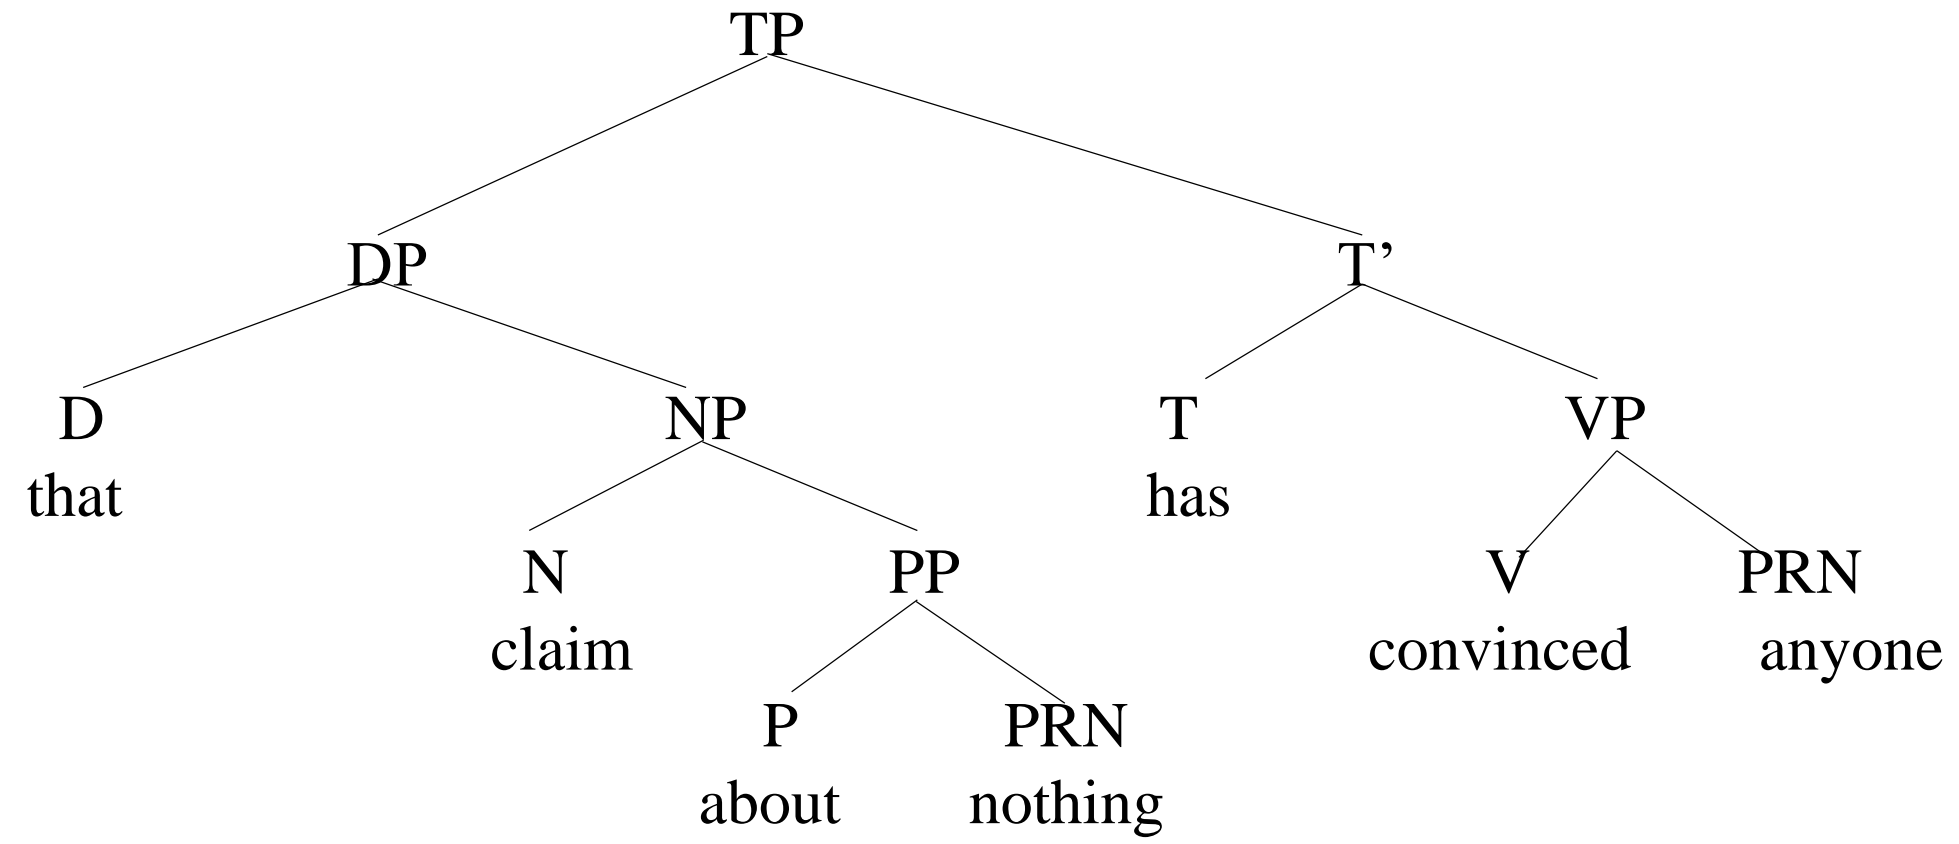 TP
DP T’
D NP T VP
that has
N PP V PRN
claim convinced anyone
P PRN
about nothing